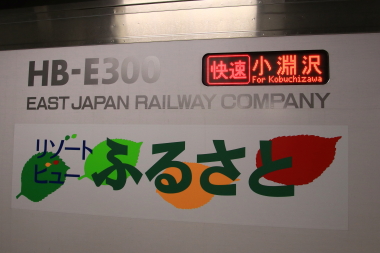 HB-E300
快速 小淵沢
For Kobuchizawa
EAST JAPAN RAILWAY COMPANY
リゾート
ビュー
ふるさと